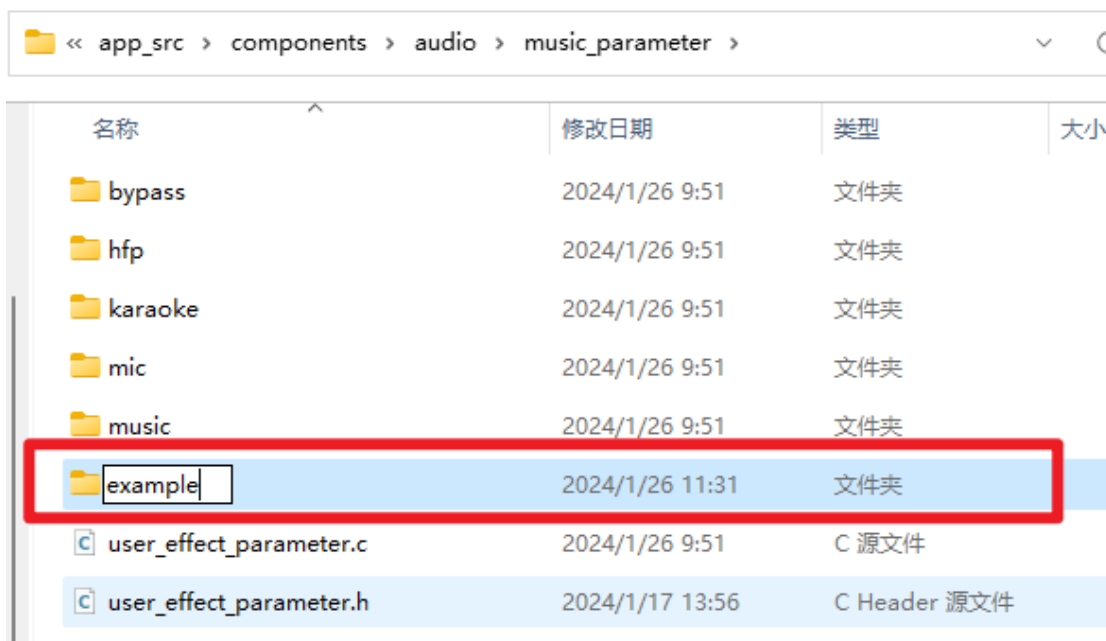 « app_src > components > audio > music_parameter >
名称 修改日期 类型 大小
bypass 2024/1/26 9:51 文件夹
hfp 2024/1/26 9:51 文件夹
karaoke 2024/1/26 9:51 文件夹
mic 2024/1/26 9:51 文件夹
music 2024/1/26 9:51 文件夹
example 2024/1/26 11:31 文件夹
user_effect_parameter.c 2024/1/26 9:51 C 源文件
user_effect_parameter.h 2024/1/17 13:56 C Header 源文件